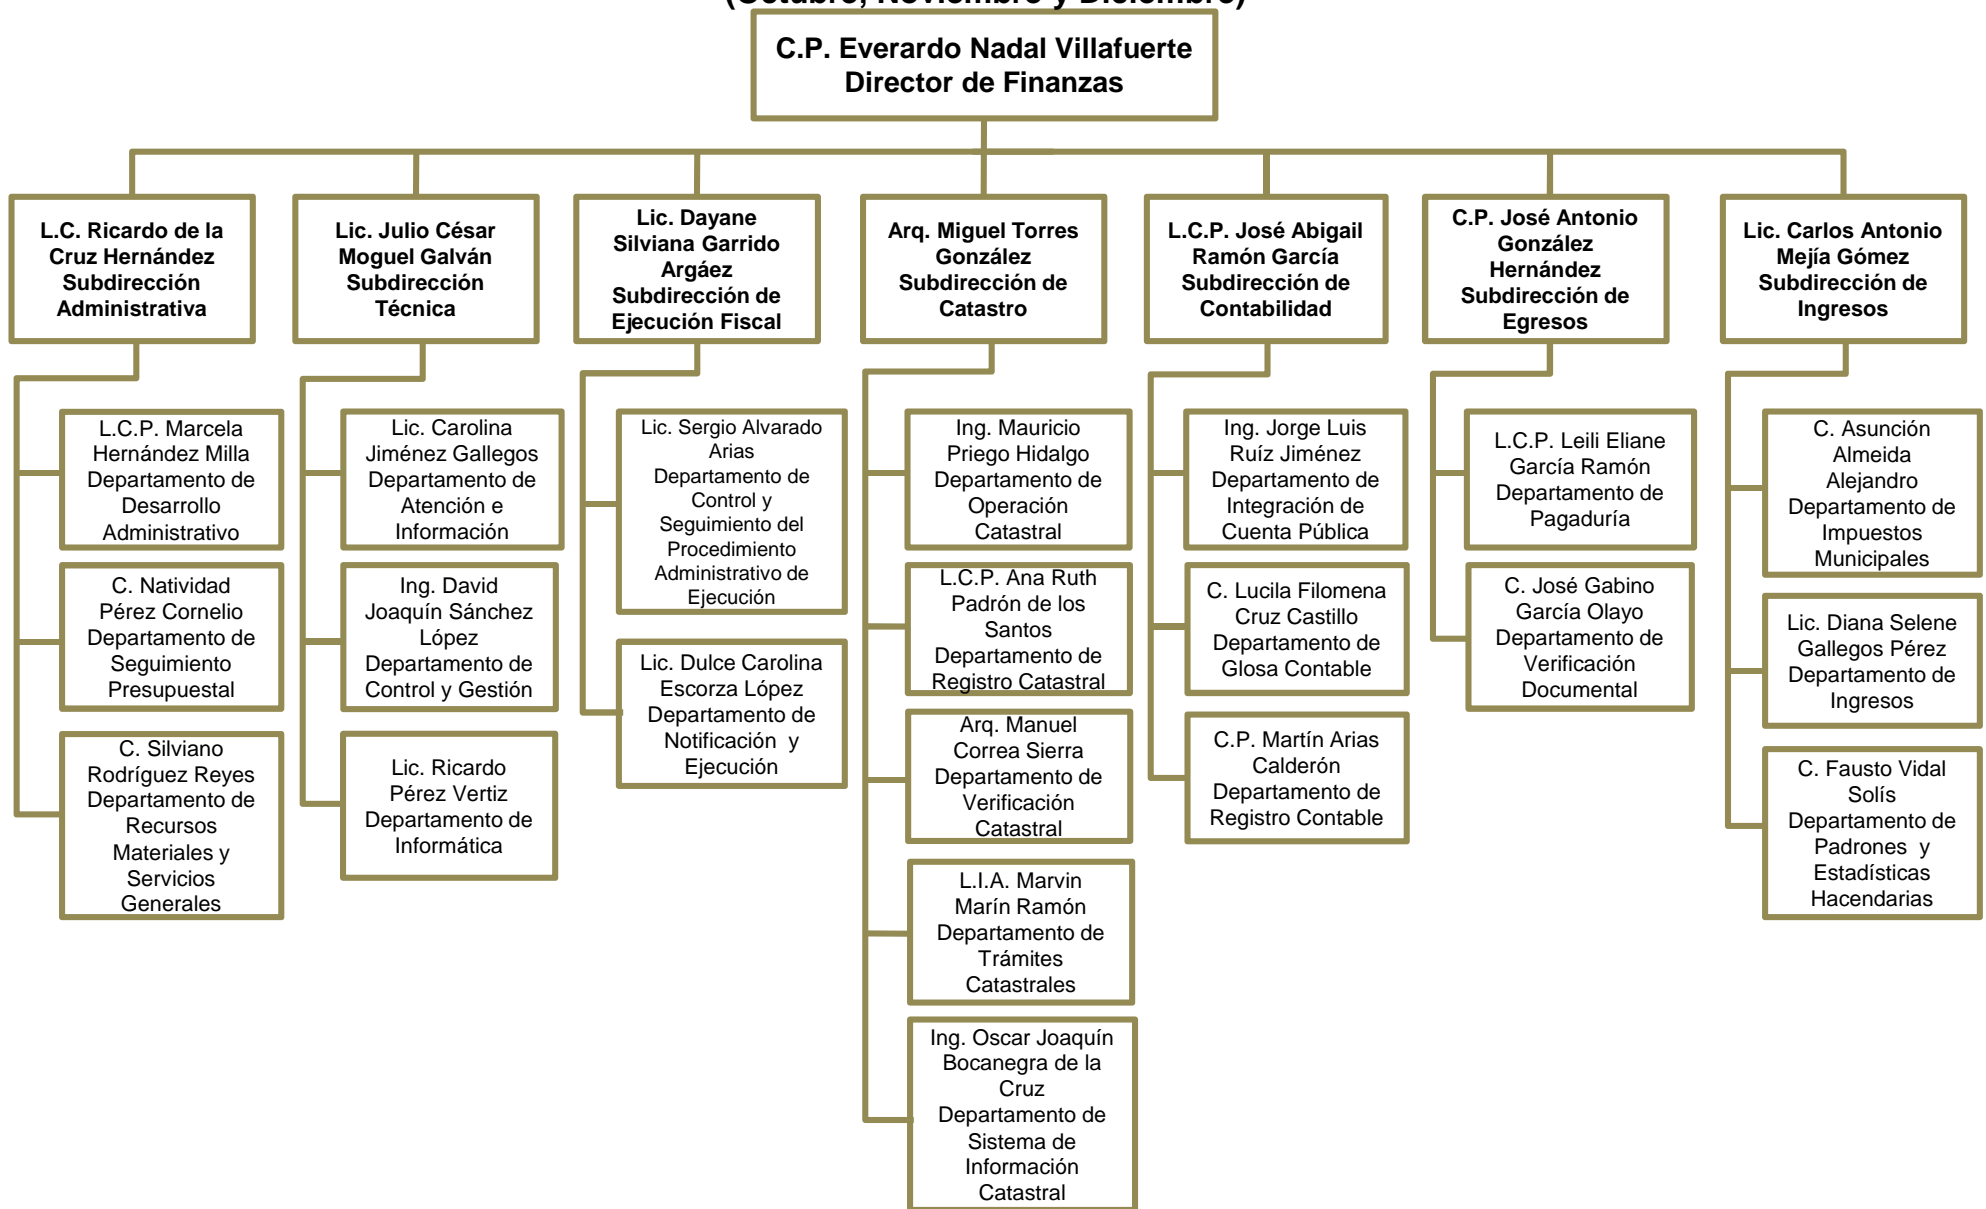 (Octubre, Noviembre y Diciembre)
C.P. Everardo Nadal Villafuerte
Director de Finanzas
L.C. Ricardo de la
Cruz Hernández
Subdirección
Administrativa
Lic. Julio César
Moguel Galván
Subdirección
Técnica
Lic. Dayane
Silviana Garrido
Argáez
Subdirección de
Ejecución Fiscal
Arq. Miguel Torres
González
Subdirección de
Catastro
L.C.P. José Abigail
Ramón García
Subdirección de
Contabilidad
C.P. José Antonio
González
Hernández
Subdirección de
Egresos
Lic. Carlos Antonio
Mejía Gómez
Subdirección de
Ingresos
L.C.P. Marcela
Hernández Milla
Departamento de
Desarrollo
Administrativo
C. Natividad
Pérez Cornelio
Departamento de
Seguimiento
Presupuestal
C. Silviano
Rodríguez Reyes
Departamento de
Recursos
Materiales y
Servicios
Generales
Lic. Carolina
Jiménez Gallegos
Departamento de
Atención e
Información
Ing. David
Joaquín Sánchez
López
Departamento de
Control y Gestión
Lic. Ricardo
Pérez Vertiz
Departamento de
Informática
Lic. Sergio Alvarado
Arias
Departamento de
Control y
Seguimiento del
Procedimiento
Administrativo de
Ejecución
Lic. Dulce Carolina
Escorza López
Departamento de
Notificación y
Ejecución
Ing. Mauricio
Priego Hidalgo
Departamento de
Operación
Catastral
L.C.P. Ana Ruth
Padrón de los
Santos
Departamento de
Registro Catastral
Arq. Manuel
Correa Sierra
Departamento de
Verificación
Catastral
L.I.A. Marvin
Marín Ramón
Departamento de
Trámites
Catastrales
Ing. Oscar Joaquín
Bocanegra de la
Cruz
Departamento de
Sistema de
Información
Catastral
Ing. Jorge Luis
Ruíz Jiménez
Departamento de
Integración de
Cuenta Pública
C. Lucila Filomena
Cruz Castillo
Departamento de
Glosa Contable
C.P. Martín Arias
Calderón
Departamento de
Registro Contable
L.C.P. Leili Eliane
García Ramón
Departamento de
Pagaduría
C. José Gabino
García Olayo
Departamento de
Verificación
Documental
C. Asunción
Almeida
Alejandro
Departamento de
Impuestos
Municipales
Lic. Diana Selene
Gallegos Pérez
Departamento de
Ingresos
C. Fausto Vidal
Solís
Departamento de
Padrones y
Estadísticas
Hacendarias